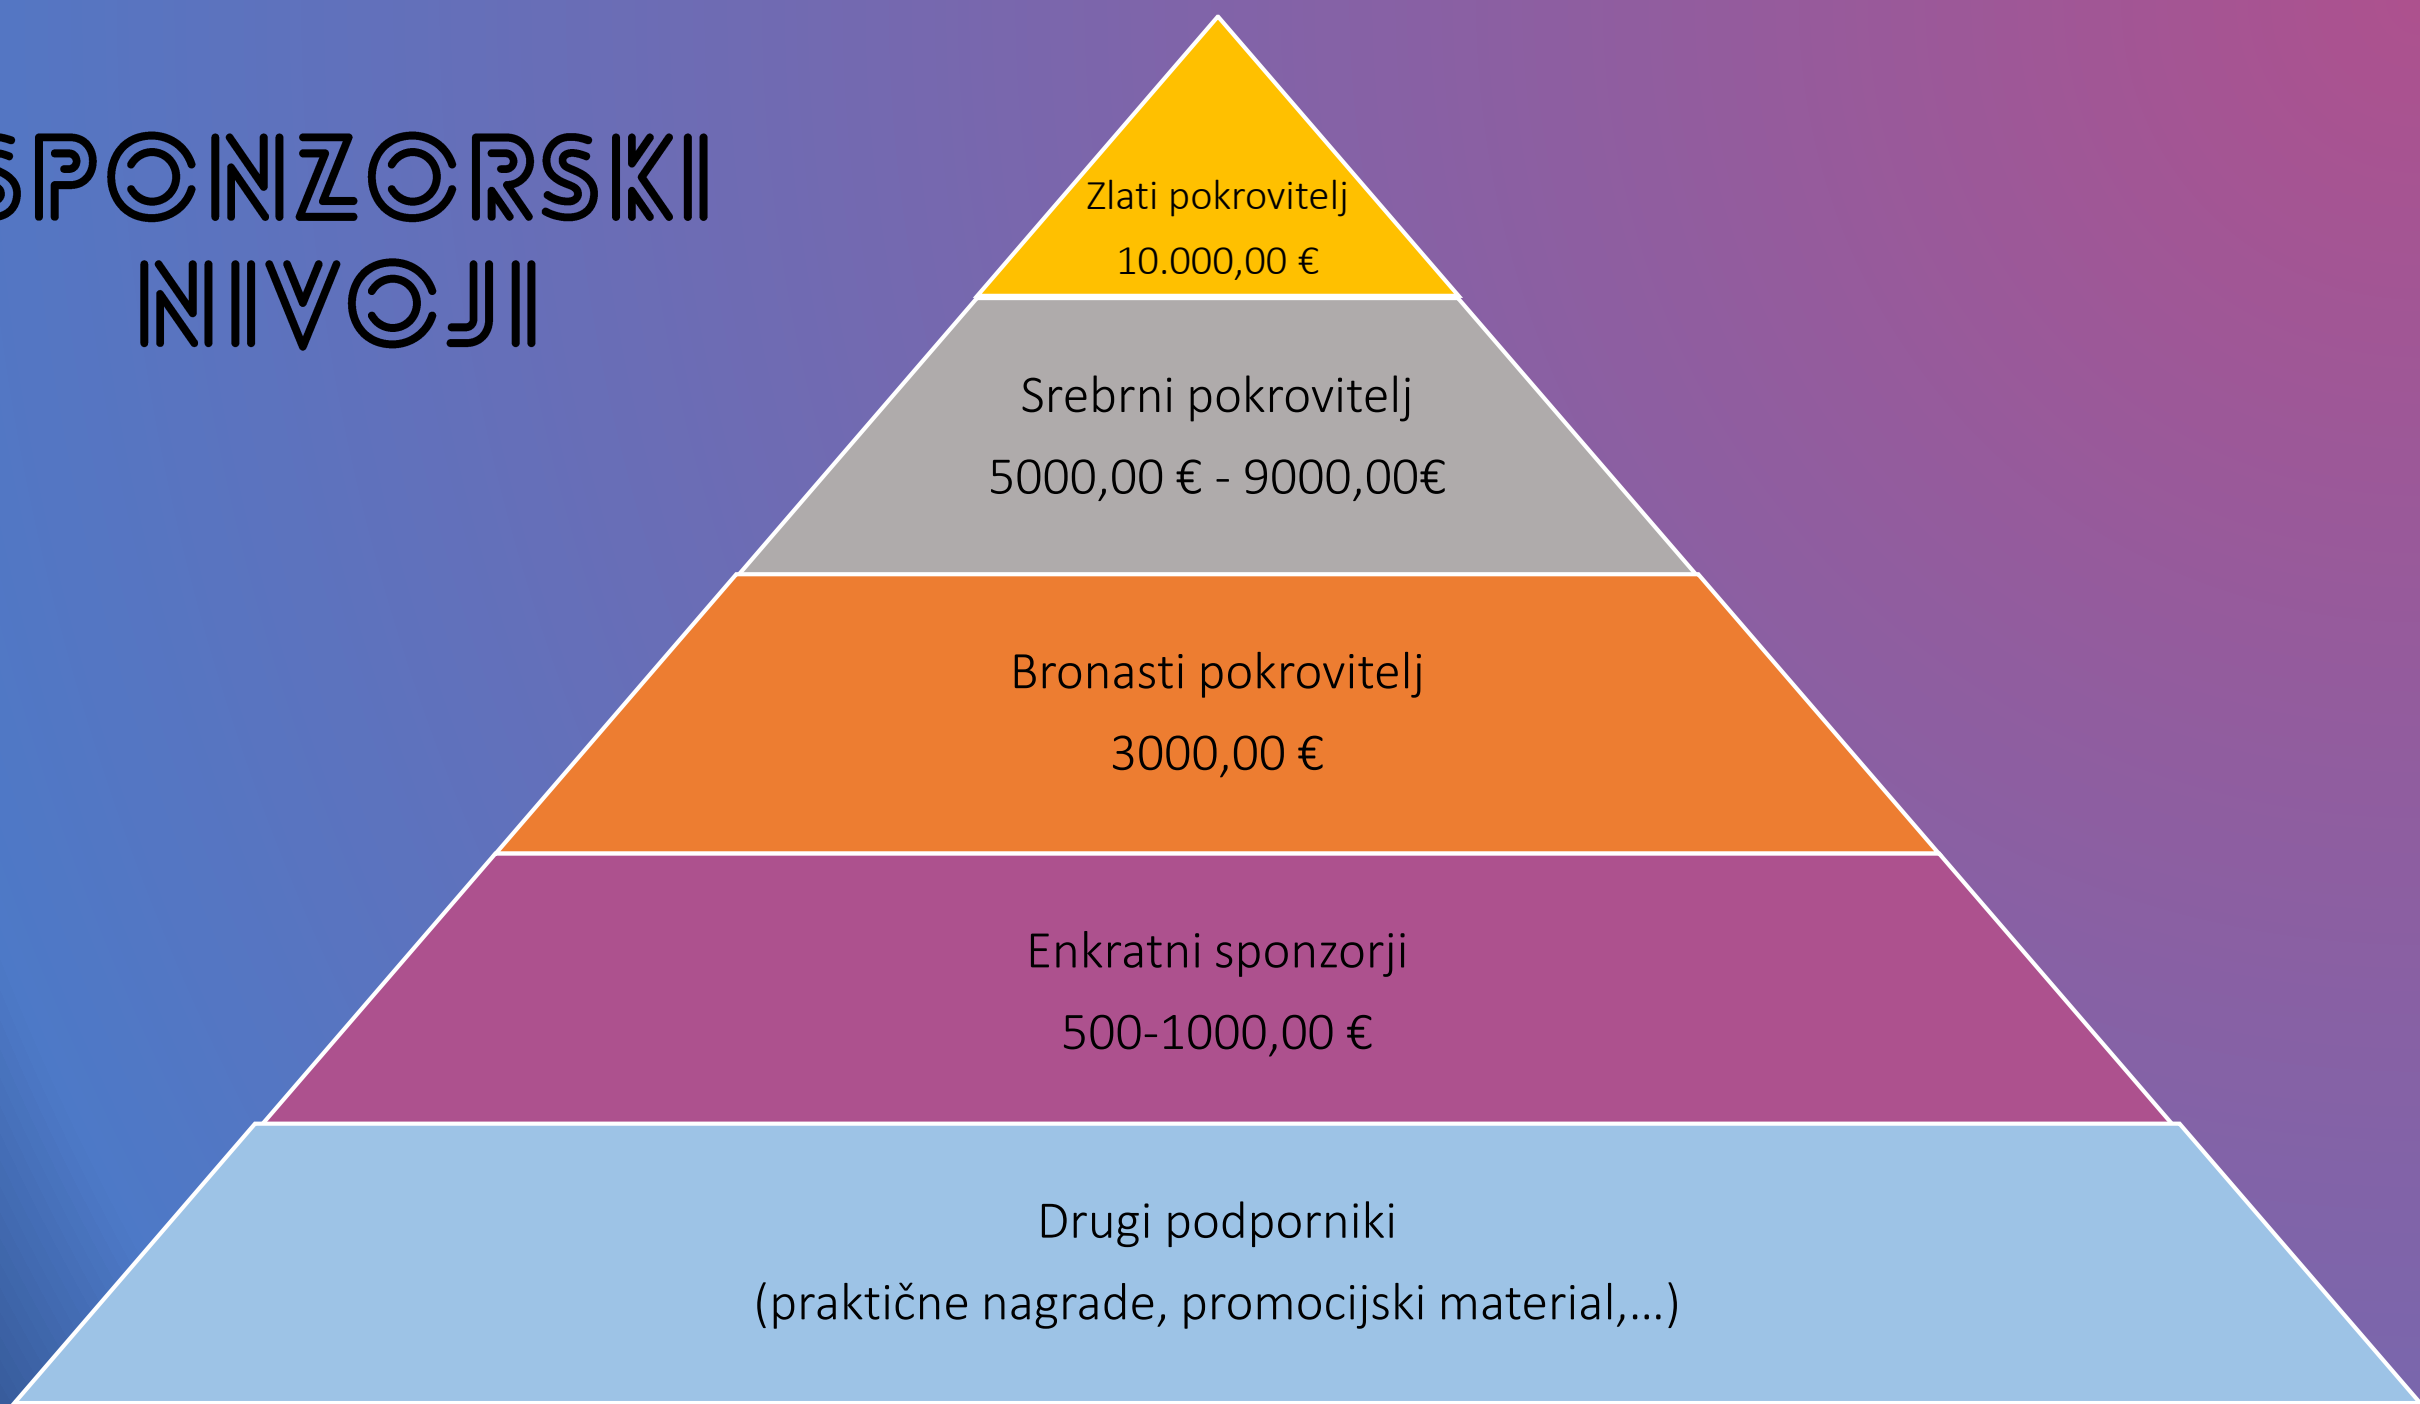 SPONZORSKI
NIVOJI
Zlati pokrovitelj
10.000,00 €
Srebrni pokrovitelj
5000,00 € - 9000,00€
Bronasti pokrovitelj
3000,00 €
Enkratni sponzorji
500-1000,00 €
Drugi podporniki
(praktične nagrade, promocijski material,...)